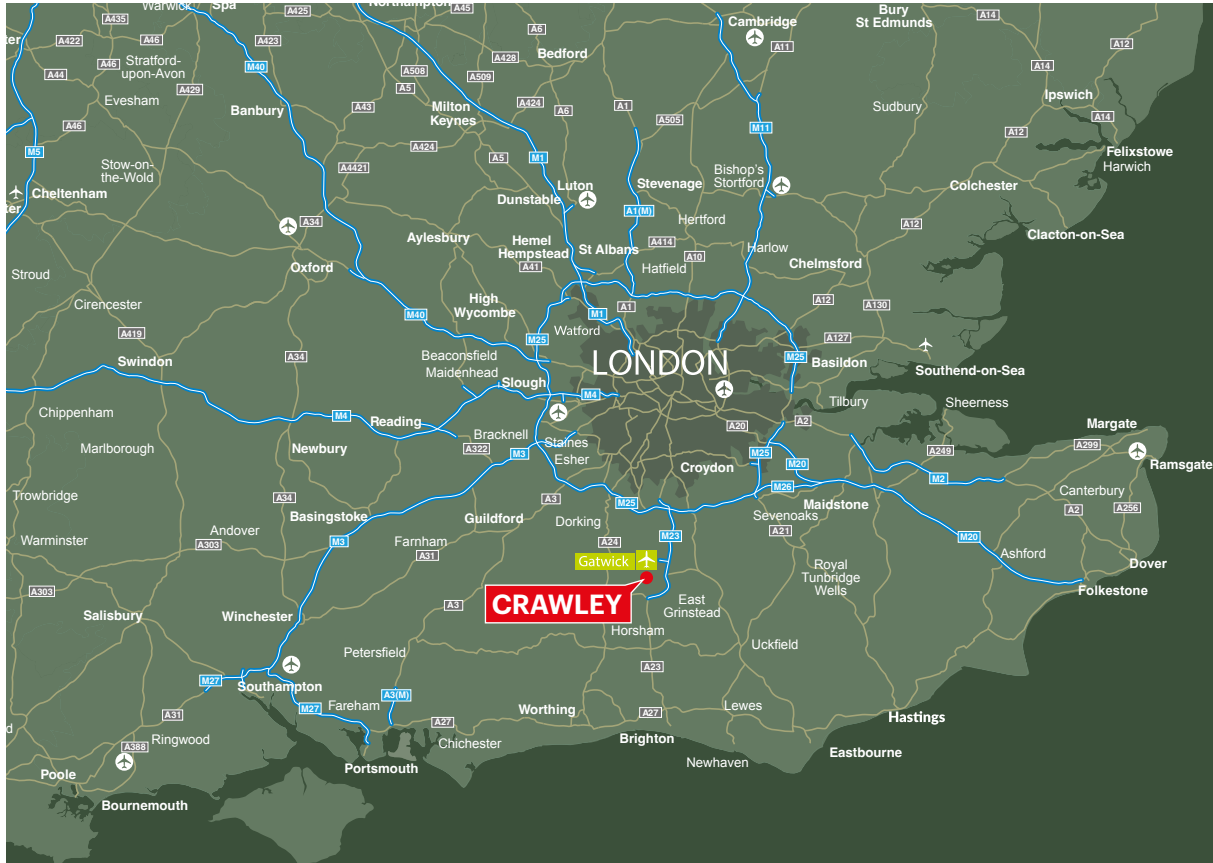 Warwick
Spa
Northampton
A45
Bury
St Edmunds
A14
A435
A425
Cambridge
A422
A46
A423
A6
Bedford
A11
A12
Stratford-
upon-Avon
A46
A44
M40
A508
A428
A509
A14
Evesham
A429
A5
Banbury
A43
Milton
Keynes
A424
A6
A1
A505
Sudbury
Ipswich
A14
A46
M11
A12
M5
Stow-on-
the-Wold
A4421
A424
A5
M1
Felixstowe
Harwich
Cheltenham
Luton
Dunstable
Stevenage
Bishop's
Stortford
Colchester
A34
A1(M)
Hertford
A12
Clacton-on-Sea
Aylesbury
Hemel
Hempstead
St Albans
A414
A10
Harlow
Chelmsford
Oxford
A41
Hatfield
Stroud
Cirencester
High
Wycombe
A12
A130
M40
M1
A1
A419
Watford
M25
A127
Swindon
A34
Beaconsfield
Maidenhead
LONDON
M25
Basildon
Slough
Southend-on-Sea
M4
Chippenham
M4
Reading
Tilbury
Sheerness
Marlborough
Newbury
Bracknell
A322
Staines
Esher
A20
A2
Margate
A299
A249
Ramsgate
M3
Croydon
M25
M20
M2
Trowbridge
A34
A3
M25
M26
Canterbury
A2
A256
Basingstoke
Guildford
Dorking
Sevenoaks
Maidstone
Warminster
Andover
A303
M3
Farnham
A31
A24
M23
A21
M20
Ashford
Gatwick
Dover
A303
Royal
Tunbridge
Wells
Folkestone
CRAWLEY
Salisbury
Winchester
A3
East
Grinstead
Horsham
Petersfield
Uckfield
A23
M27
Southampton
A3(M)
M27
Fareham
Worthing
A27
Lewes
A31
A27
Hastings
Ringwood
A388
Chichester
Brighton
Eastbourne
Newhaven
Poole
Portsmouth
Bournemouth